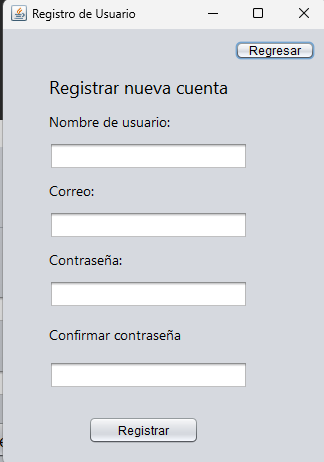 Registro de Usuario
Regresar
Registrar nueva cuenta
Nombre de usuario:
Correo:
Contraseña:
Confirmar contraseña
Registrar